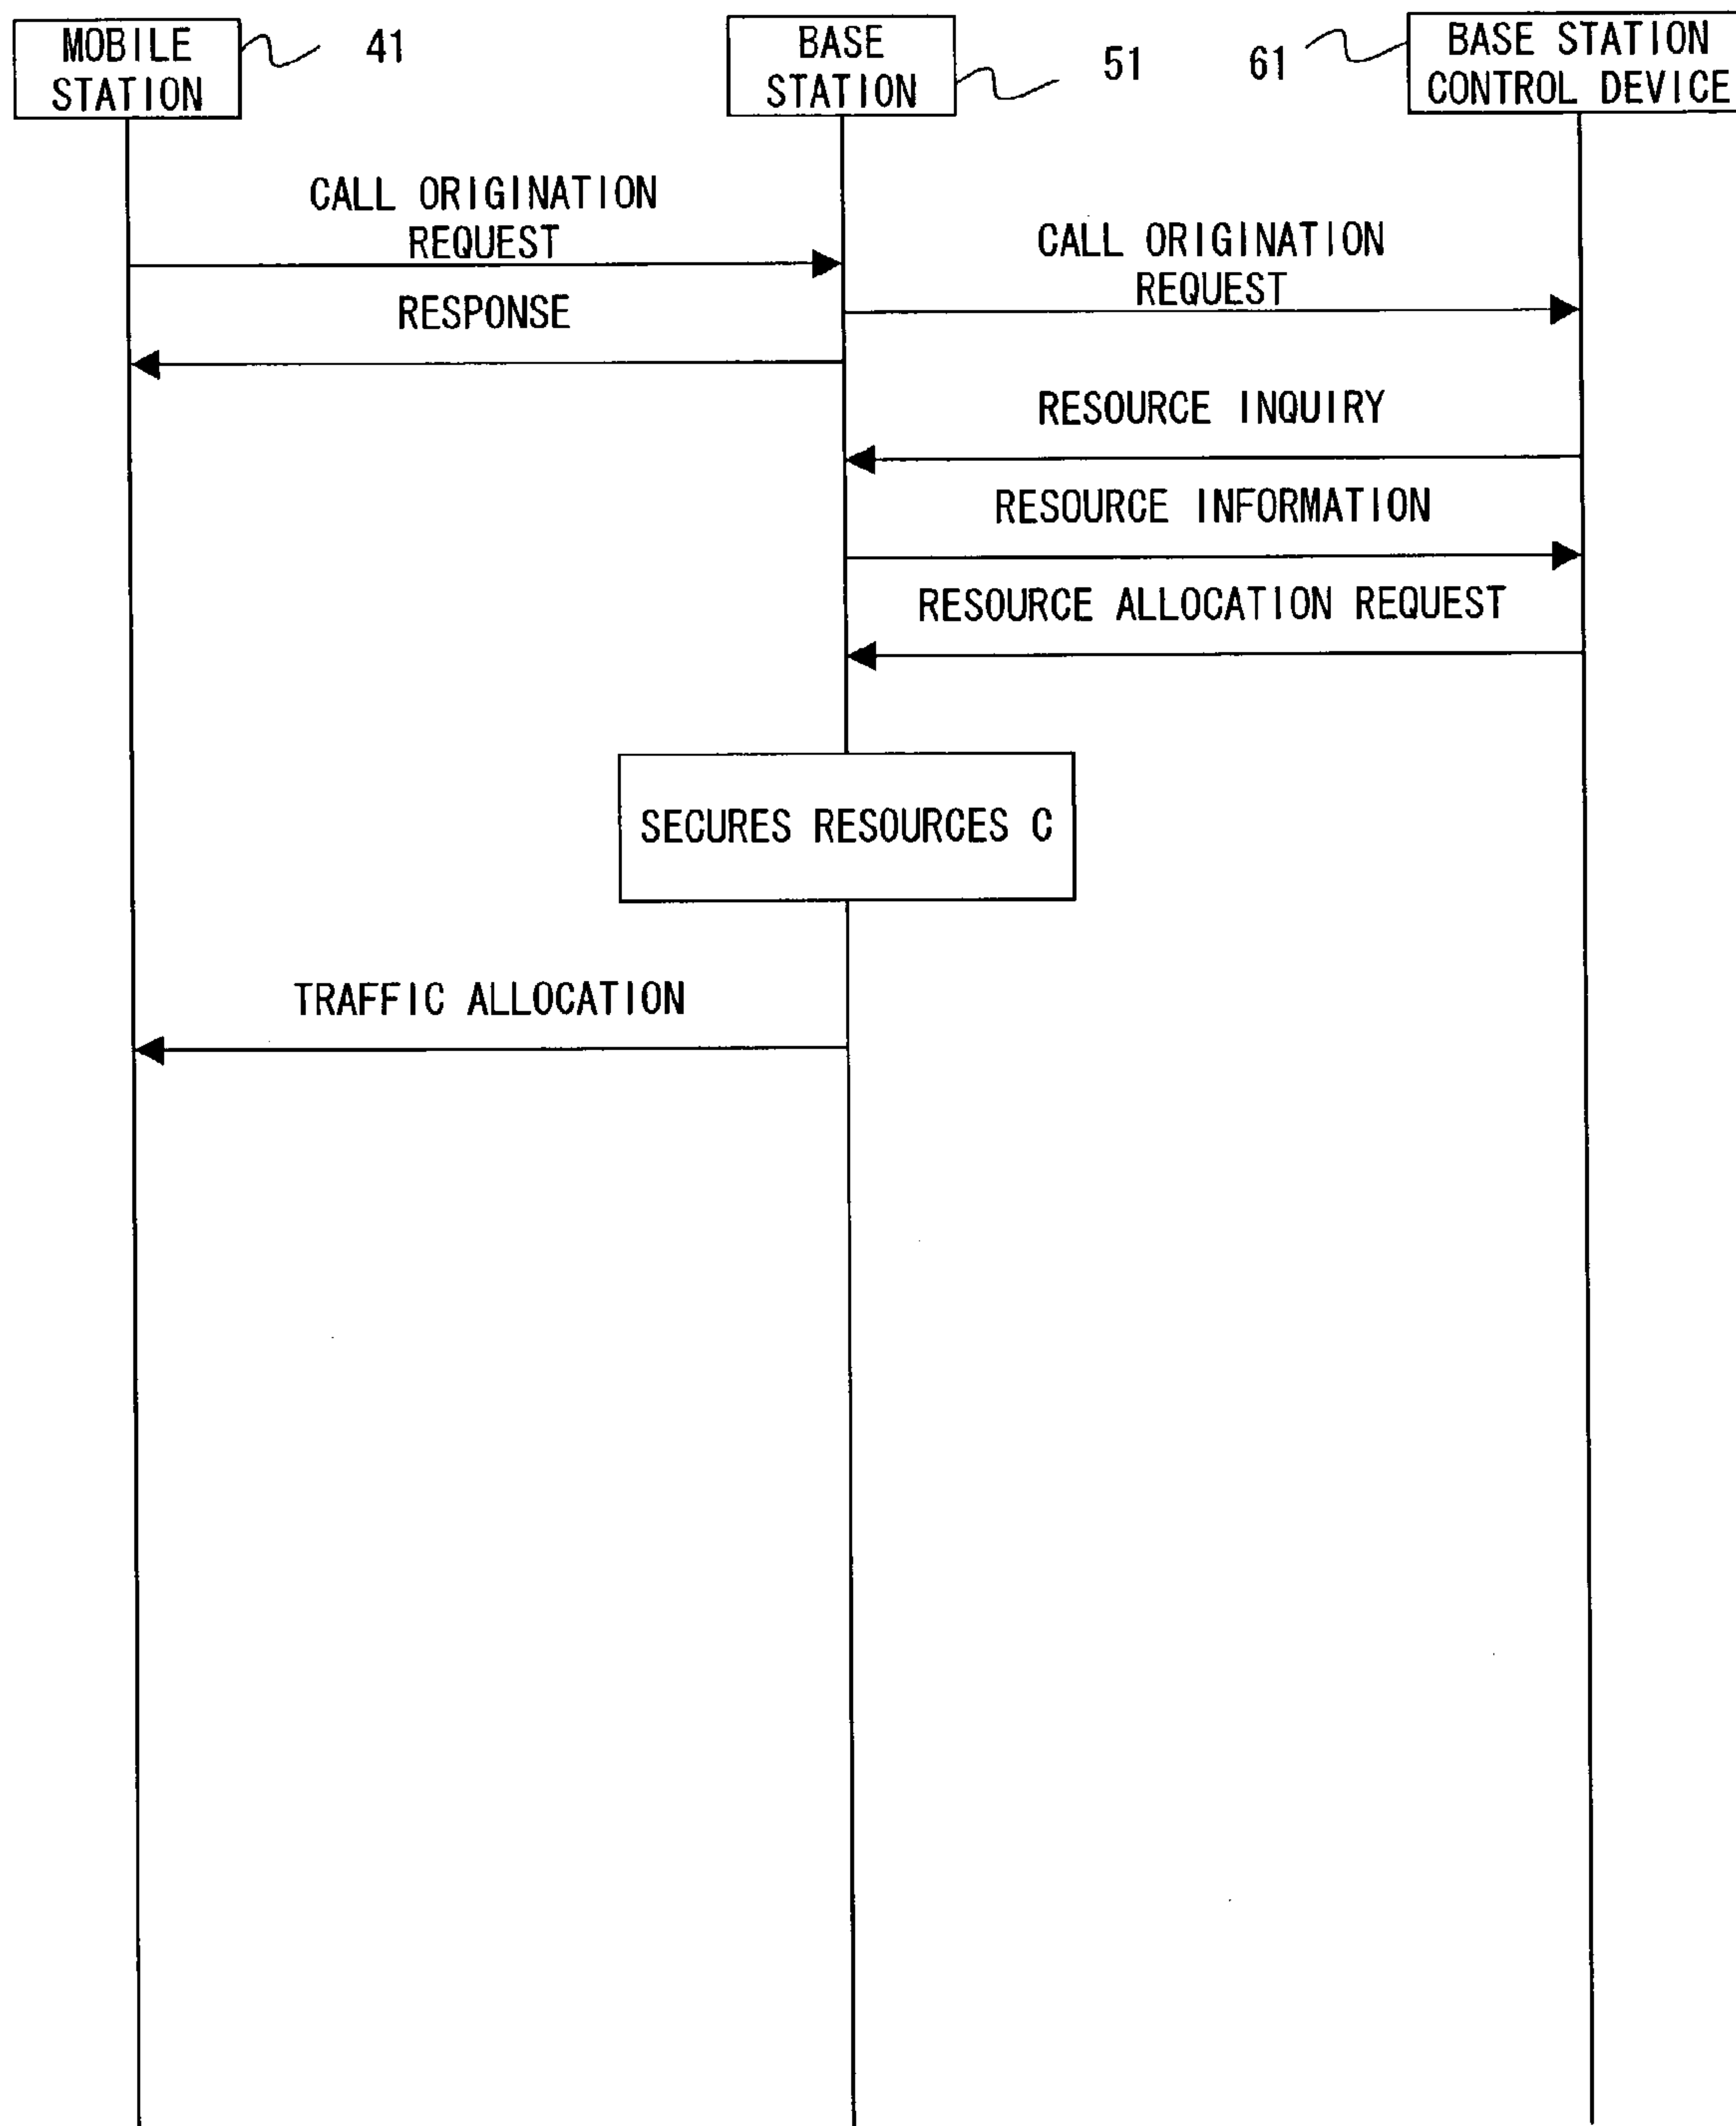 MOBILE
STATION
41
BASE
STATION
51
61
BASE STATION
CONTROL DEVICE
CALL ORIGINATION
REQUEST
CALL ORIGINATION
REQUEST
RESPONSE
RESOURCE INQUIRY
RESOURCE INFORMATION
RESOURCE ALLOCATION REQUEST
SECURES RESOURCES C
TRAFFIC ALLOCATION